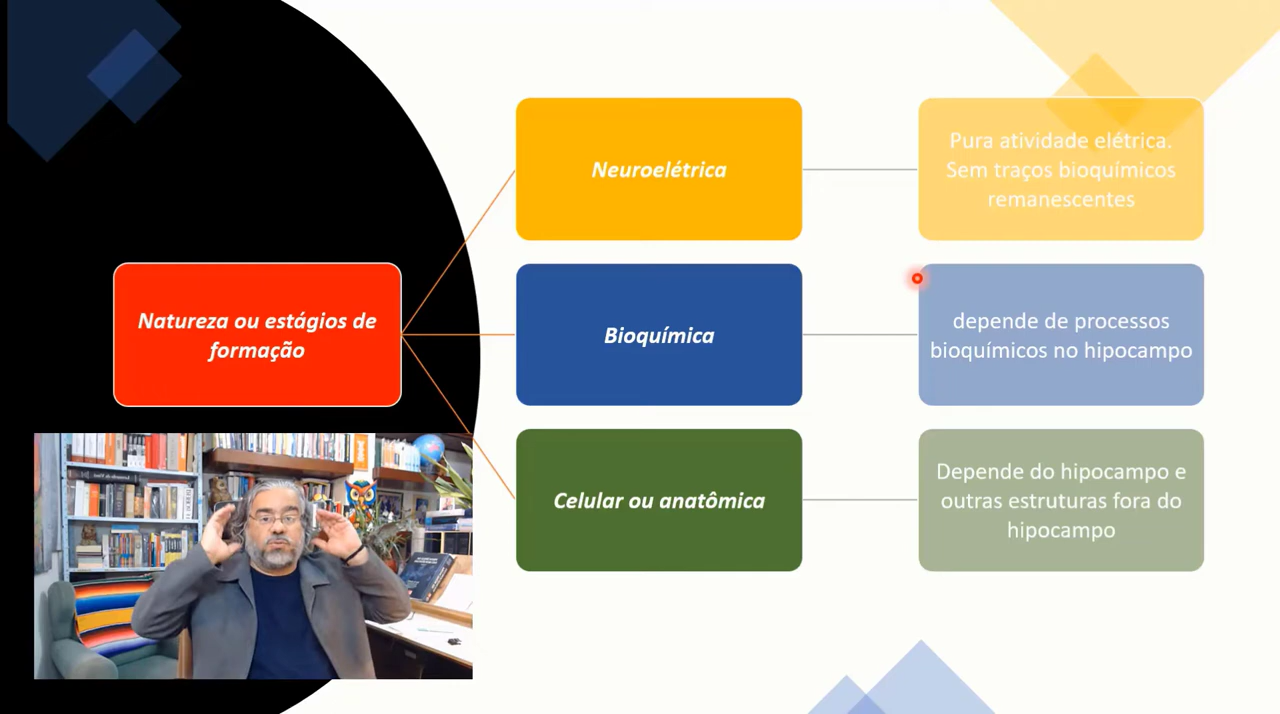 Natureza ou estágios de
formação
Neuroelétrica
Pura atividade elétrica.
Sem traços bioquímicos
remanescentes
Bioquímica
depende de processos
bioquímicos no hipocampo
Celular ou anatômica
Depende do hipocampo e
outras estruturas fora do
hipocampo